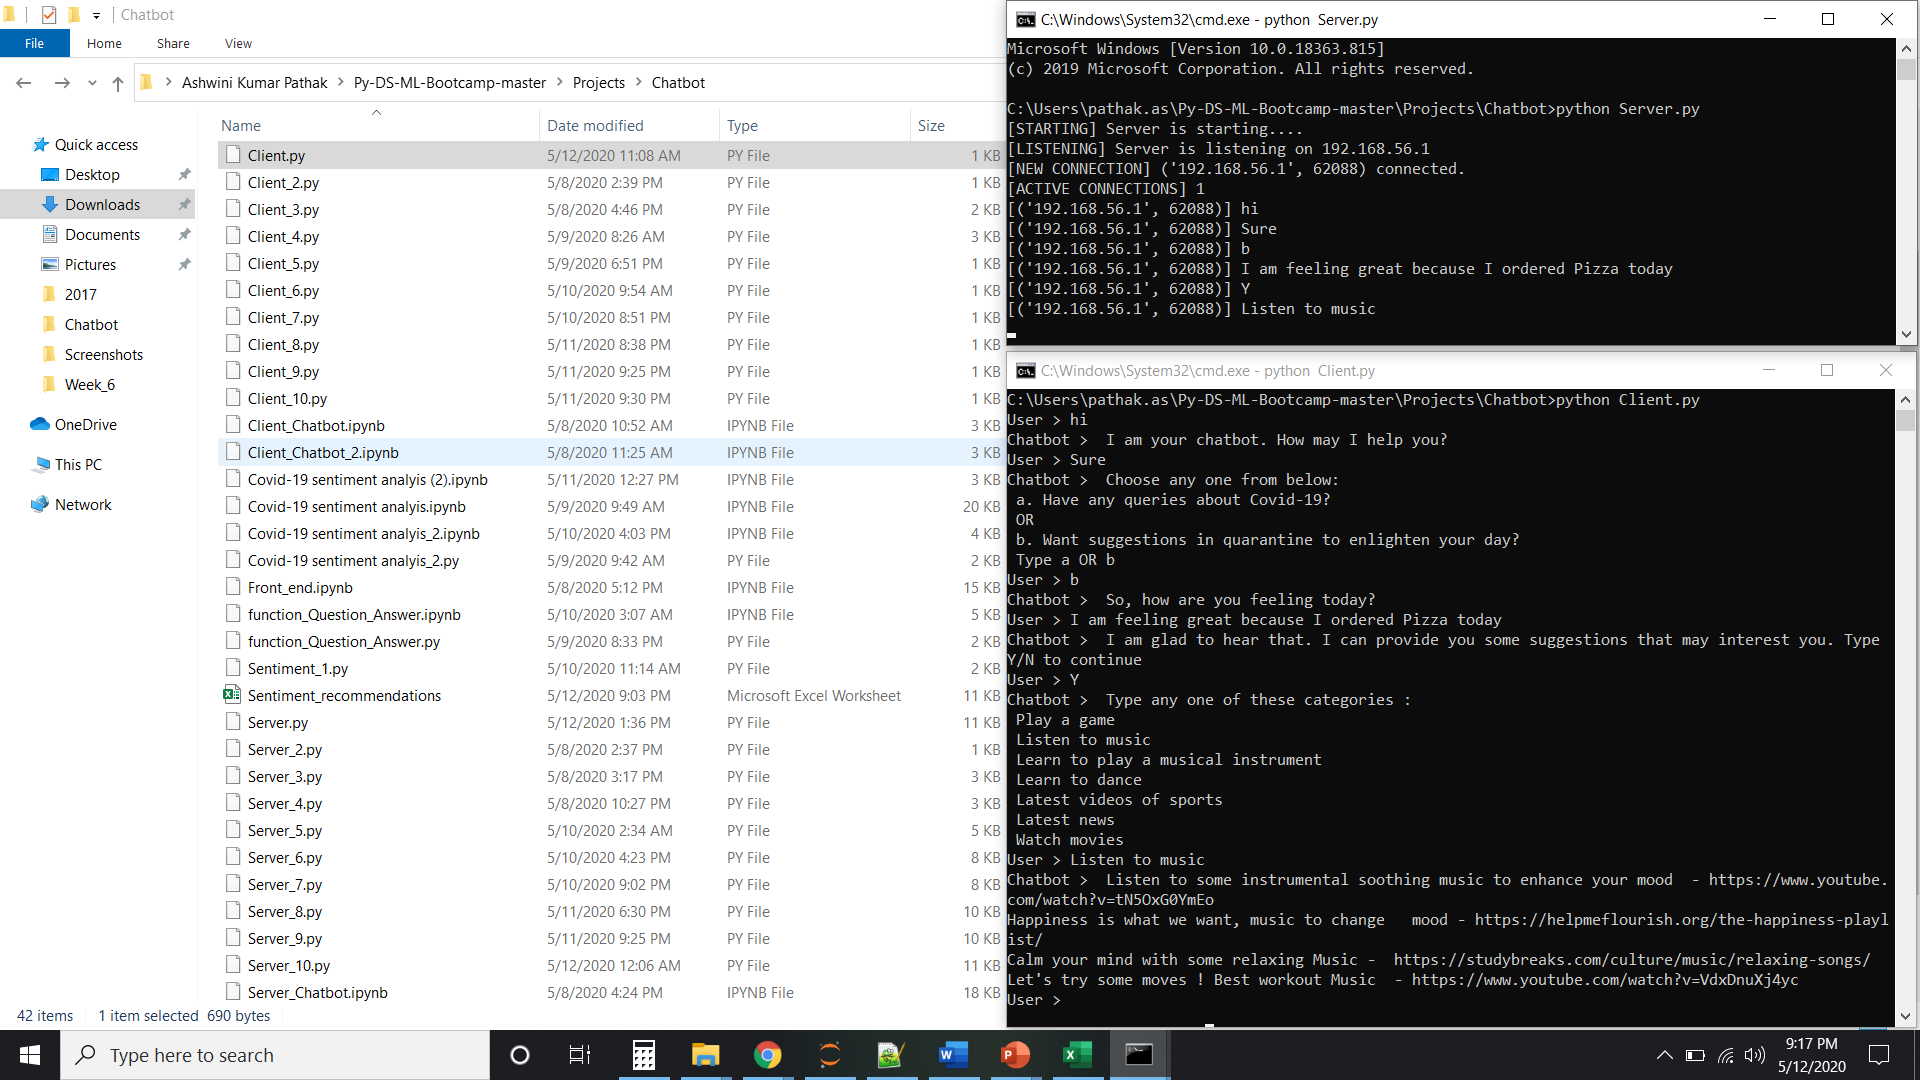 Chatbot
File Home Share View
Ashwini Kumar Pathak > Py-DS-ML-Bootcamp-master > Projects > Chatbot
Quick access
Desktop
Downloads
Documents
Pictures
2017
Chatbot
Screenshots
Week_6
OneDrive
This PC
Network
Name Date modified Type Size
Client.py 5/12/2020 11:08 AM PY File 1 KB
Client_2.py 5/8/2020 2:39 PM PY File 1 KB
Client_3.py 5/8/2020 4:46 PM PY File 2 KB
Client_4.py 5/9/2020 8:26 AM PY File 3 KB
Client_5.py 5/9/2020 6:51 PM PY File 1 KB
Client_6.py 5/10/2020 9:54 AM PY File 1 KB
Client_7.py 5/10/2020 8:51 PM PY File 1 KB
Client_8.py 5/11/2020 8:38 PM PY File 1 KB
Client_9.py 5/11/2020 9:25 PM PY File 1 KB
Client_10.py 5/11/2020 9:30 PM PY File 1 KB
Client_Chatbot.ipynb 5/8/2020 10:52 AM IPYNB File 3 KB
Client_Chatbot_2.ipynb 5/8/2020 11:25 AM IPYNB File 3 KB
Covid-19 sentiment analyis (2).ipynb 5/11/2020 12:27 PM IPYNB File 3 KB
Covid-19 sentiment analyis.ipynb 5/9/2020 9:49 AM IPYNB File 20 KB
Covid-19 sentiment analyis_2.ipynb 5/10/2020 4:03 PM IPYNB File 4 KB
Covid-19 sentiment analyis_2.py 5/9/2020 9:42 AM PY File 2 KB
Front_end.ipynb 5/8/2020 5:12 PM IPYNB File 15 KB
function_Question_Answer.ipynb 5/10/2020 3:07 AM IPYNB File 5 KB
function_Question_Answer.py 5/9/2020 8:33 PM PY File 2 KB
Sentiment_1.py 5/10/2020 11:14 AM PY File 2 KB
Sentiment_recommendations 5/12/2020 9:03 PM Microsoft Excel Worksheet 11 KB
Server.py 5/12/2020 1:36 PM PY File 11 KB
Server_2.py 5/8/2020 2:37 PM PY File 1 KB
Server_3.py 5/8/2020 3:17 PM PY File 3 KB
Server_4.py 5/8/2020 10:27 PM PY File 3 KB
Server_5.py 5/10/2020 2:34 AM PY File 5 KB
Server_6.py 5/10/2020 4:23 PM PY File 8 KB
Server_7.py 5/10/2020 9:02 PM PY File 8 KB
Server_8.py 5/11/2020 6:30 PM PY File 10 KB
Server_9.py 5/11/2020 9:25 PM PY File 10 KB
Server_10.py 5/12/2020 12:06 AM PY File 11 KB
Server_Chatbot.ipynb 5/8/2020 4:24 PM IPYNB File 18 KB
42 items 1 item selected 690 bytes
C:\Windows\System32\cmd.exe - python  Server.py
Microsoft Windows [Version 10.0.18363.815]
(c) 2019 Microsoft Corporation. All rights reserved.
C:\Users\pathak.as\Py-DS-ML-Bootcamp-master\Projects\Chatbot>python Server.py
[STARTING] Server is starting....
[LISTENING] Server is listening on 192.168.56.1
[NEW CONNECTION] ('192.168.56.1', 62088) connected.
[ACTIVE CONNECTIONS] 1
[('192.168.56.1', 62088)] hi
[('192.168.56.1', 62088)] Sure
[('192.168.56.1', 62088)] b
[('192.168.56.1', 62088)] I am feeling great because I ordered Pizza today
[('192.168.56.1', 62088)] Y
[('192.168.56.1', 62088)] Listen to music
C:\Windows\System32\cmd.exe - python  Client.py
C:\Users\pathak.as\Py-DS-ML-Bootcamp-master\Projects\Chatbot>python Client.py
User > hi
Chatbot >  I am your chatbot. How may I help you?
User > Sure
Chatbot >  Choose any one from below:
a. Have any queries about Covid-19?
OR
b. Want suggestions in quarantine to enlighten your day?
Type a OR b
User > b
Chatbot >  So, how are you feeling today?
User > I am feeling great because I ordered Pizza today
Chatbot >  I am glad to hear that. I can provide you some suggestions that may interest you. Type
Y/N to continue
User > Y
Chatbot >  Type any one of these categories :
Play a game
Listen to music
Learn to play a musical instrument
Learn to dance
Latest videos of sports
Latest news
Watch movies
User > Listen to music
Chatbot >  Listen to some instrumental soothing music to enhance your mood  - https://www.youtube.
com/watch?v=tN5OxG0YmEo
Happiness is what we want, music to change   mood - https://helpmeflourish.org/the-happiness-playl
ist/
Calm your mind with some relaxing Music -  https://studybreaks.com/culture/music/relaxing-songs/
Let's try some moves ! Best workout Music  - https://www.youtube.com/watch?v=VdxDnuXj4yc
User >
Type here to search
9:17 PM
5/12/2020